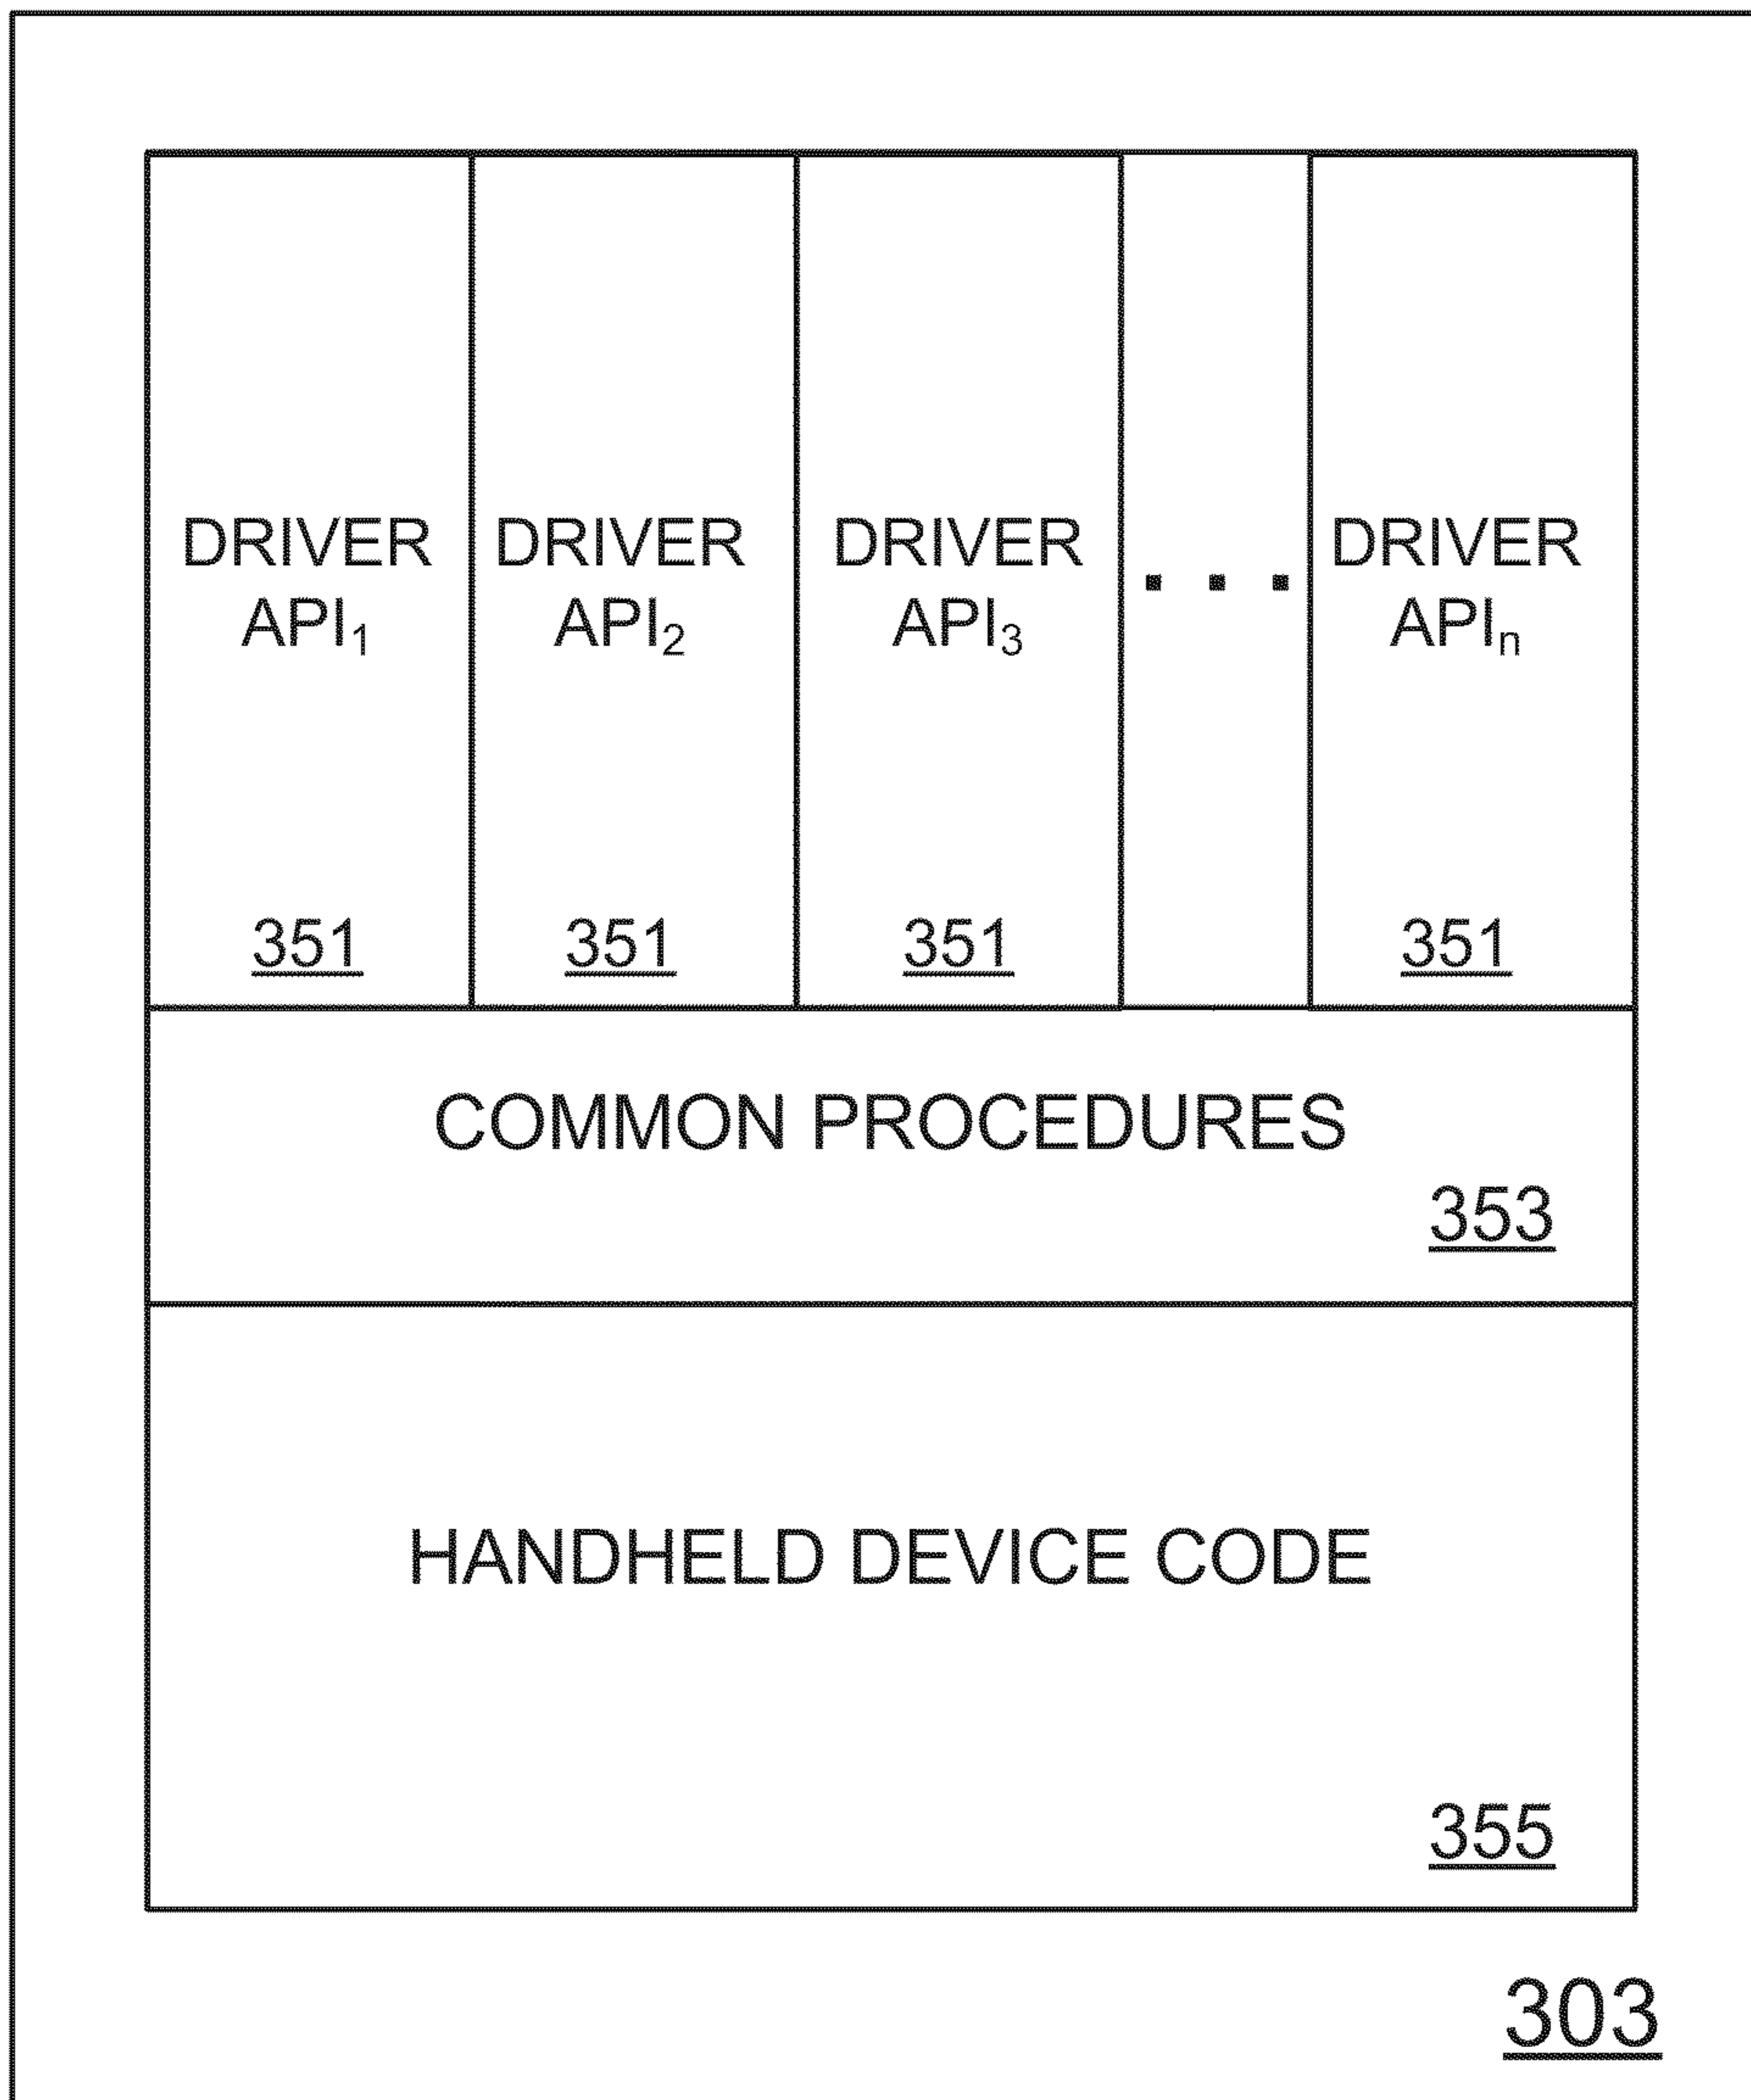 DRIVER DRIVER DRIVER DRIVER
API₁ API₂ API₃ . . . APIₙ
351 351 351 351
COMMON PROCEDURES
353
HANDHELD DEVICE CODE
355
303